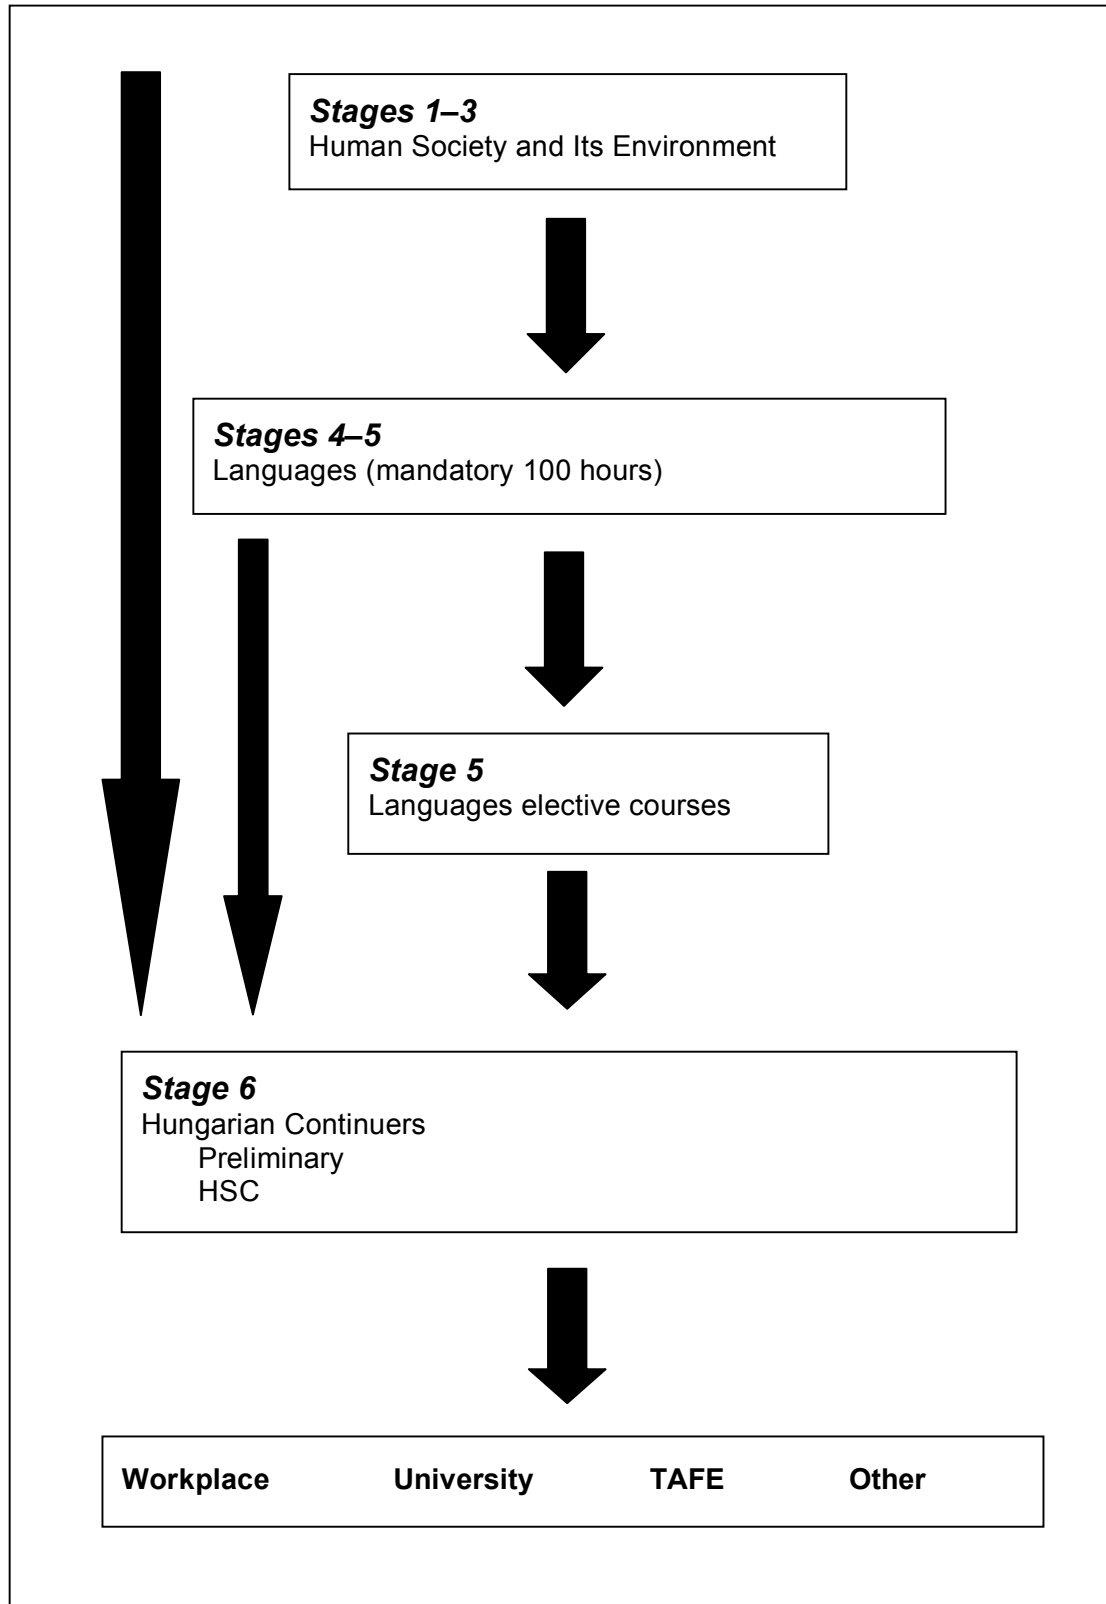 Stages 1–3
Human Society and Its Environment
Stages 4–5
Languages (mandatory 100 hours)
Stage 5
Languages elective courses
Stage 6
Hungarian Continuers
Preliminary
HSC
Workplace University TAFE Other